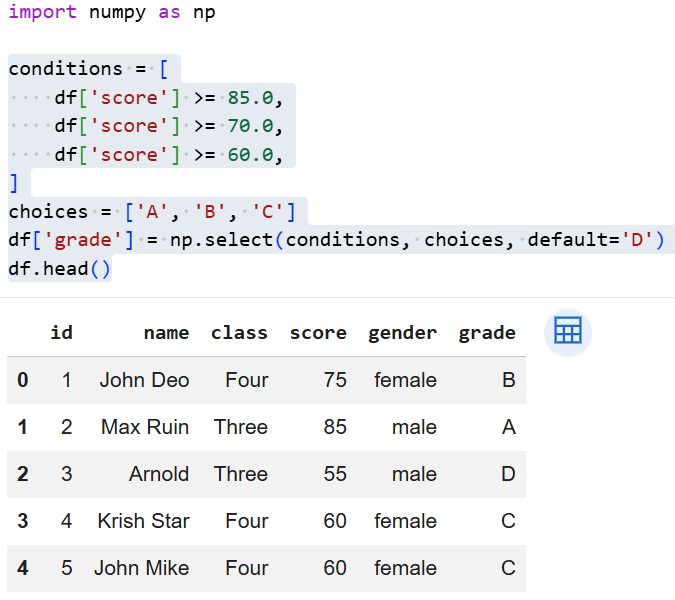 import numpy as np
conditions = [
    df['score'] >= 85.0,
    df['score'] >= 70.0,
    df['score'] >= 60.0,
]
choices = ['A', 'B', 'C']
df['grade'] = np.select(conditions, choices, default='D')
df.head()
id name class score gender grade
0 1 John Deo Four 75 female B
1 2 Max Ruin Three 85 male A
2 3 Arnold Three 55 male D
3 4 Krish Star Four 60 female C
4 5 John Mike Four 60 female C